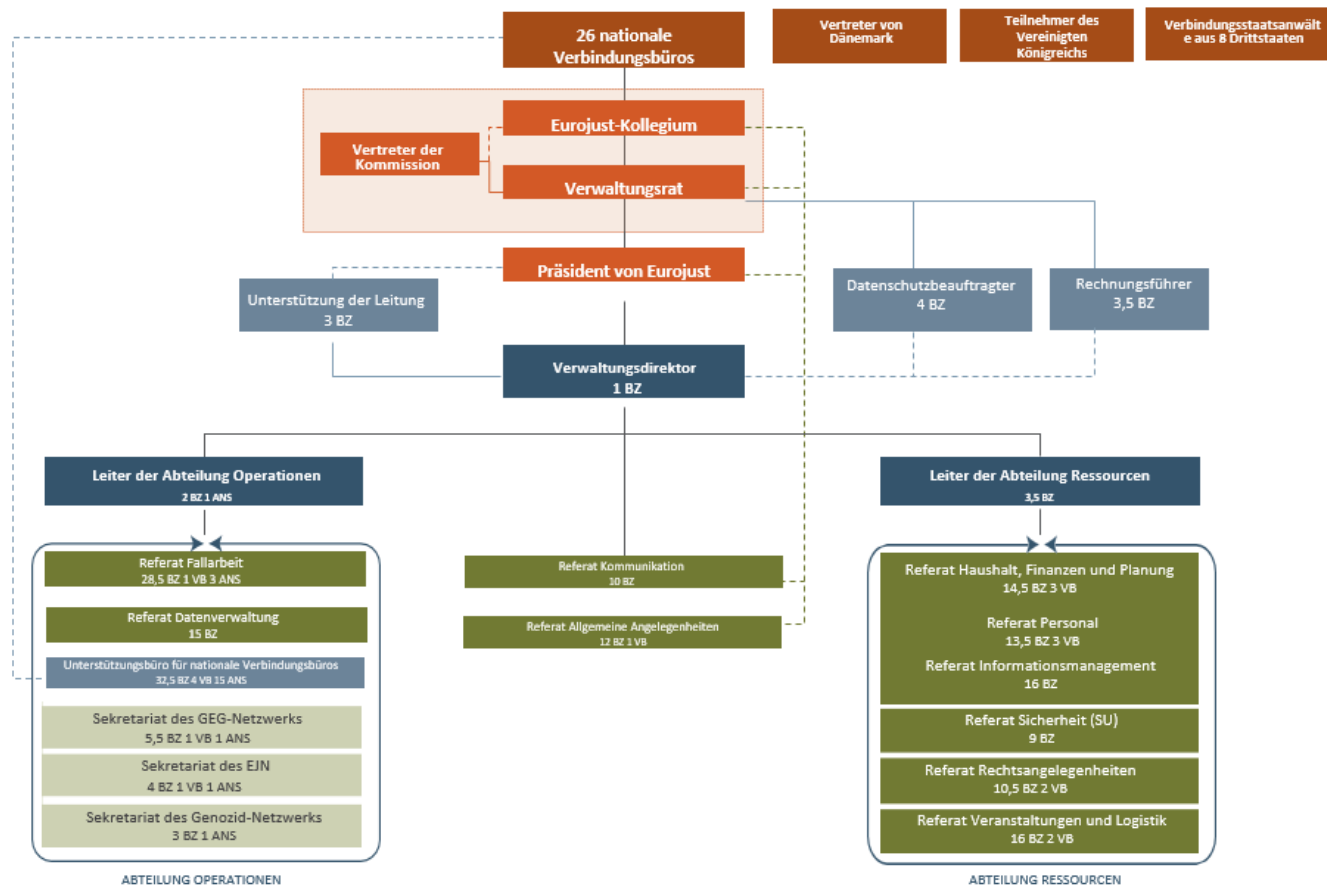 26 nationale
Verbindungsbüros
Vertreter von
Dänemark
Teilnehmer des
Vereinigten
Königreichs
Verbindungsstaatsanwält
e aus 8 Drittstaaten
Eurojust-Kollegium
Vertreter der
Kommission
Verwaltungsrat
Präsident von Eurojust
Unterstützung der Leitung
3 BZ
Datenschutzbeauftragter
4 BZ
Rechnungsführer
3,5 BZ
Verwaltungsdirektor
1 BZ
Leiter der Abteilung Operationen
2 BZ 1 ANS
Leiter der Abteilung Ressourcen
3,5 BZ
Referat Fallarbeit
28,5 BZ 1 VB 3 ANS
Referat Datenverwaltung
15 BZ
Unterstützungsbüro für nationale Verbindungsbüros
32,5 BZ 4 VB 15 ANS
Sekretariat des GEG-Netzwerks
5,5 BZ 1 VB 1 ANS
Sekretariat des EJN
4 BZ 1 VB 1 ANS
Sekretariat des Genozid-Netzwerks
3 BZ 1 ANS
ABTEILUNG OPERATIONEN
Referat Kommunikation
10 BZ
Referat Allgemeine Angelegenheiten
12 BZ 1 VB
Referat Haushalt, Finanzen und Planung
14,5 BZ 3 VB
Referat Personal
13,5 BZ 3 VB
Referat Informationsmanagement
16 BZ
Referat Sicherheit (SU)
9 BZ
Referat Rechtsangelegenheiten
10,5 BZ 2 VB
Referat Veranstaltungen und Logistik
16 BZ 2 VB
ABTEILUNG RESSOURCEN